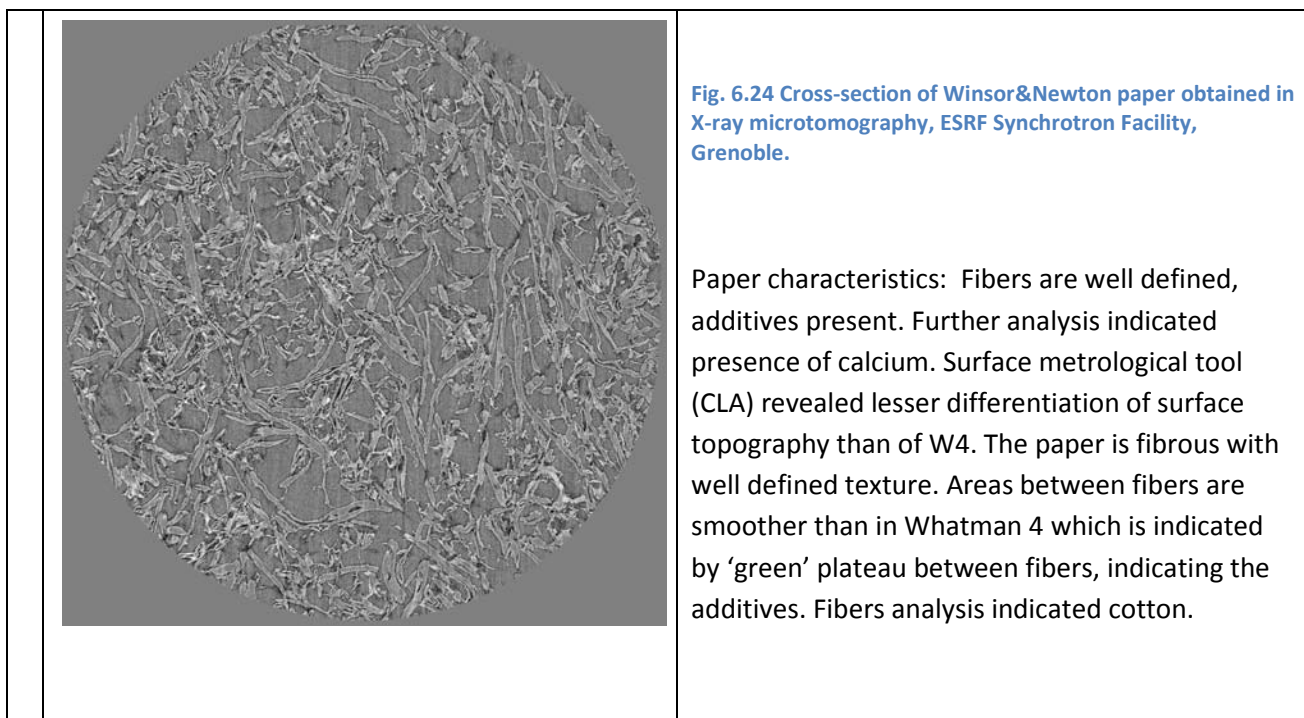 Fig. 6.24 Cross-section of Winsor&Newton paper obtained in
X-ray microtomography, ESRF Synchrotron Facility,
Grenoble.
Paper characteristics:  Fibers are well defined,
additives present. Further analysis indicated
presence of calcium. Surface metrological tool
(CLA) revealed lesser differentiation of surface
topography than of W4. The paper is fibrous with
well defined texture. Areas between fibers are
smoother than in Whatman 4 which is indicated
by ‘green’ plateau between fibers, indicating the
additives. Fibers analysis indicated cotton.